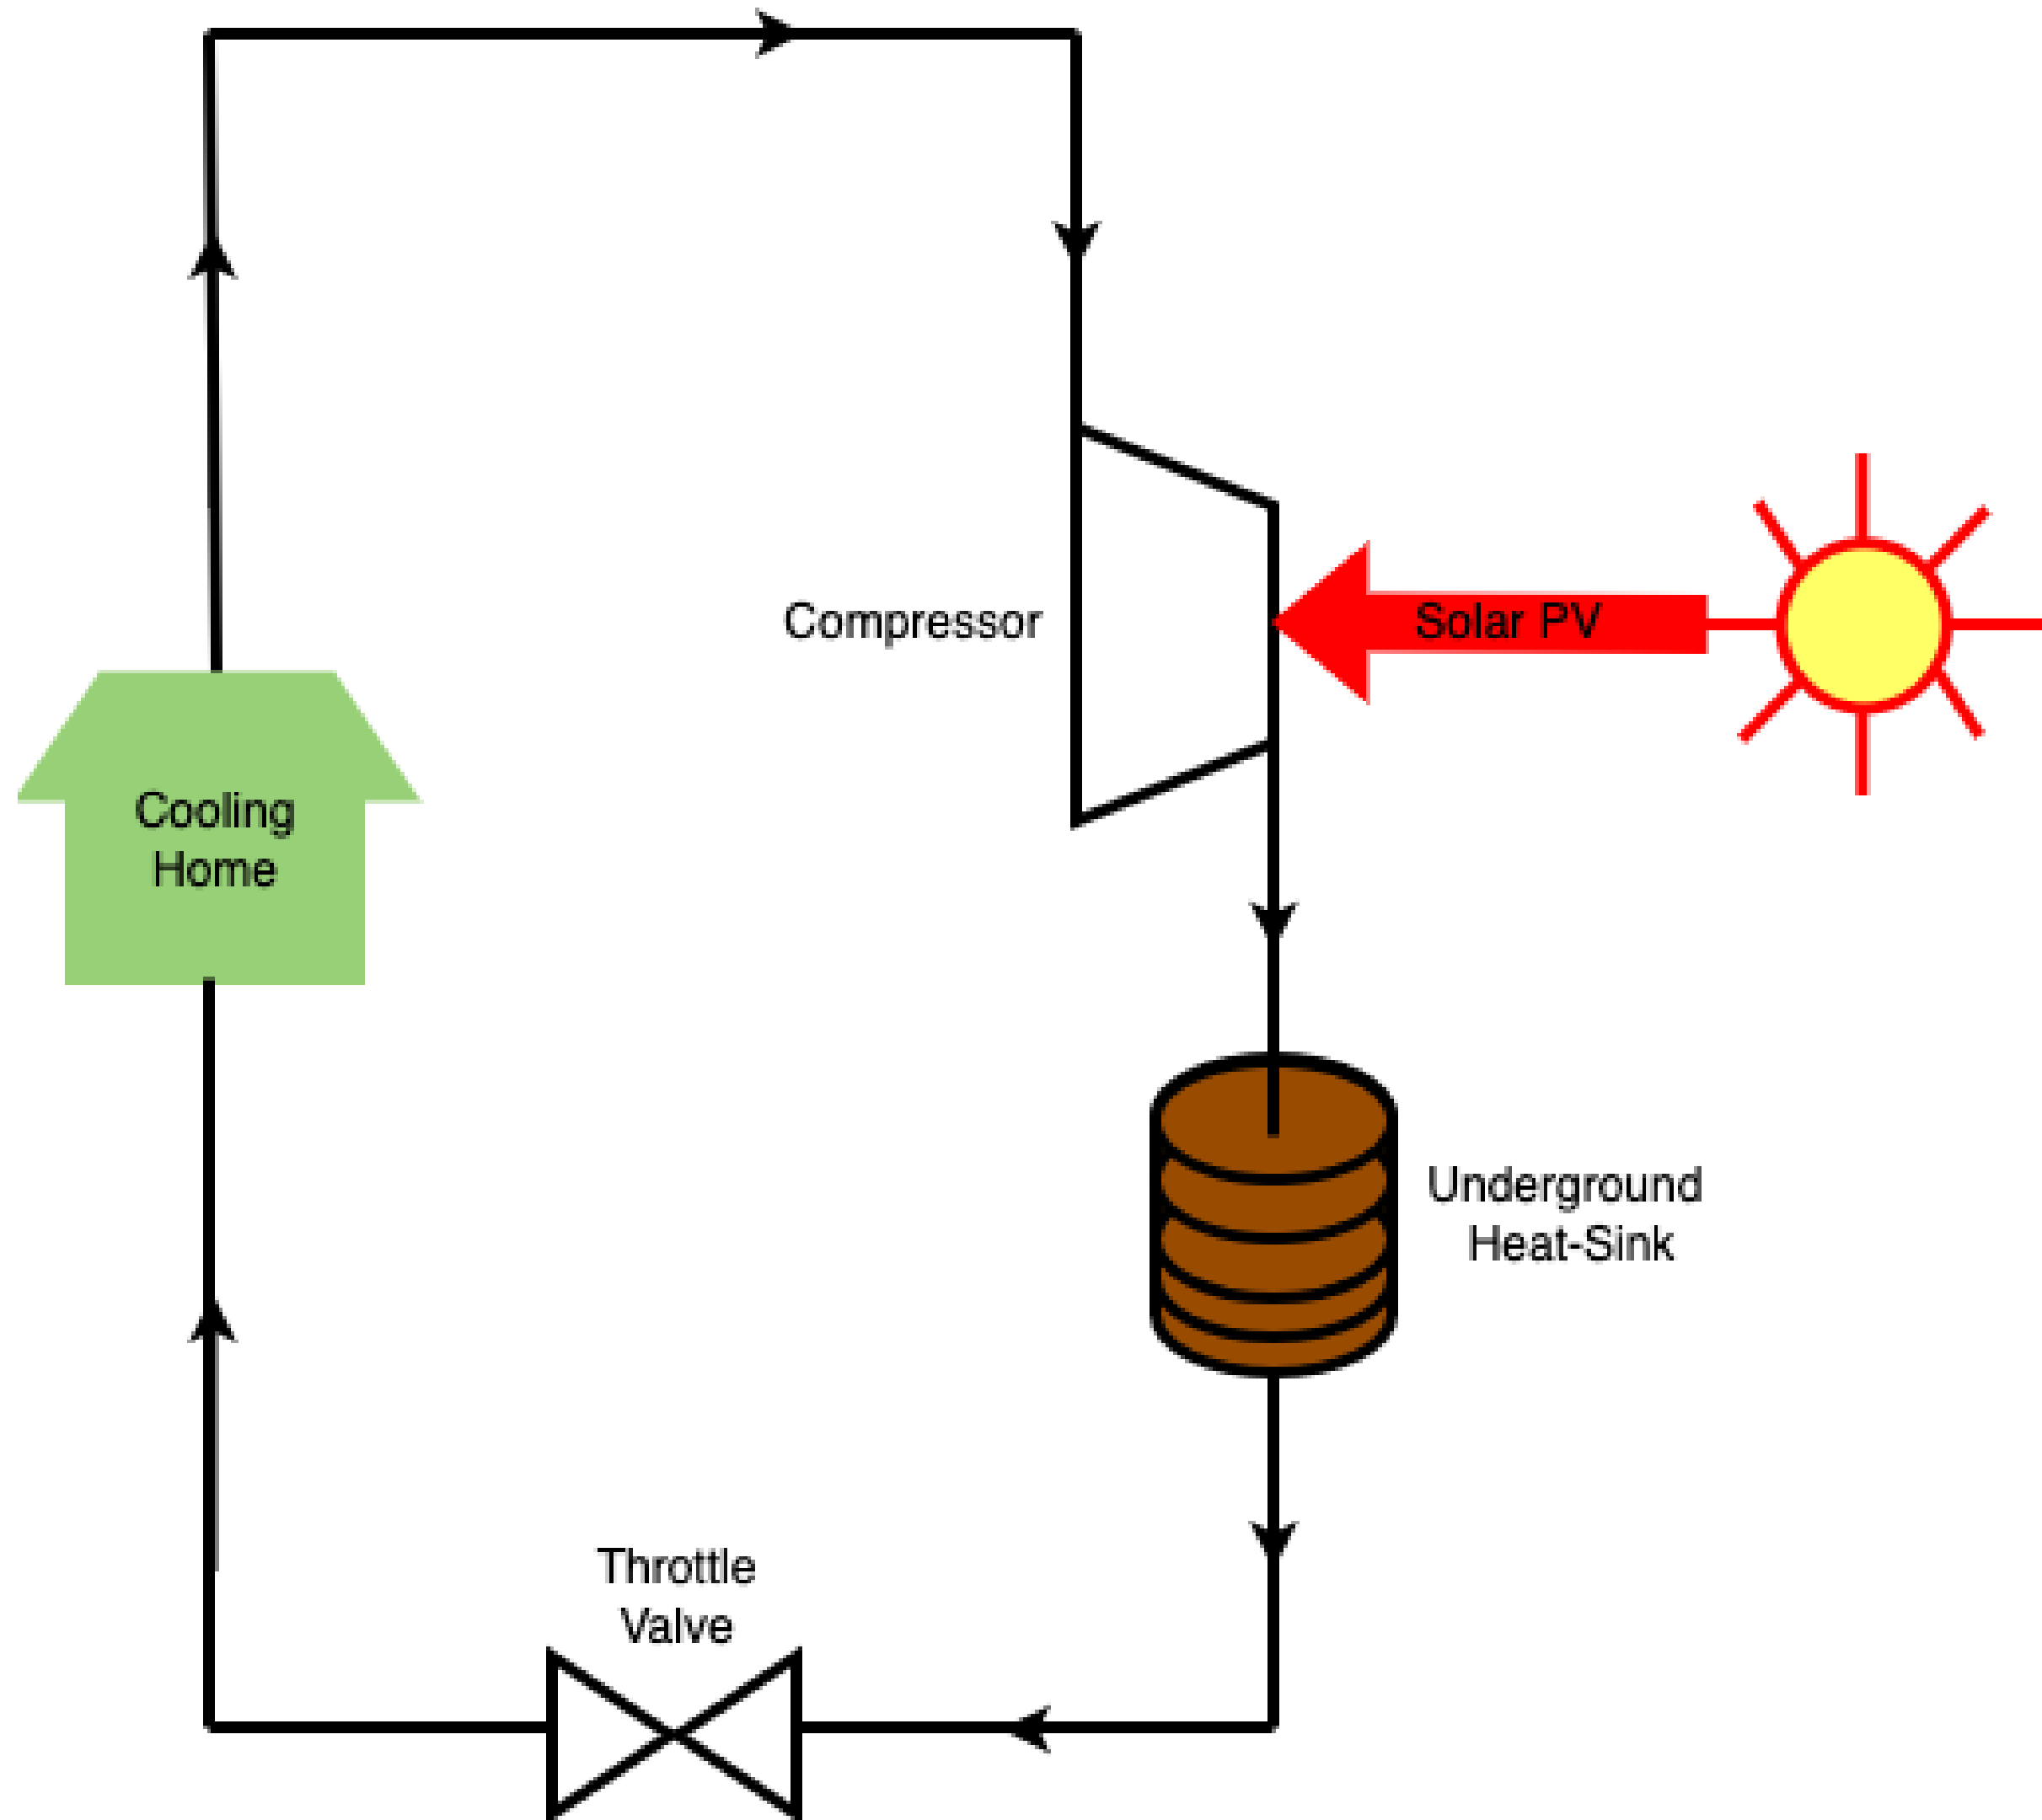 Compressor
Solar PV
Cooling
Home
Underground
Heat-Sink
Throttle
Valve